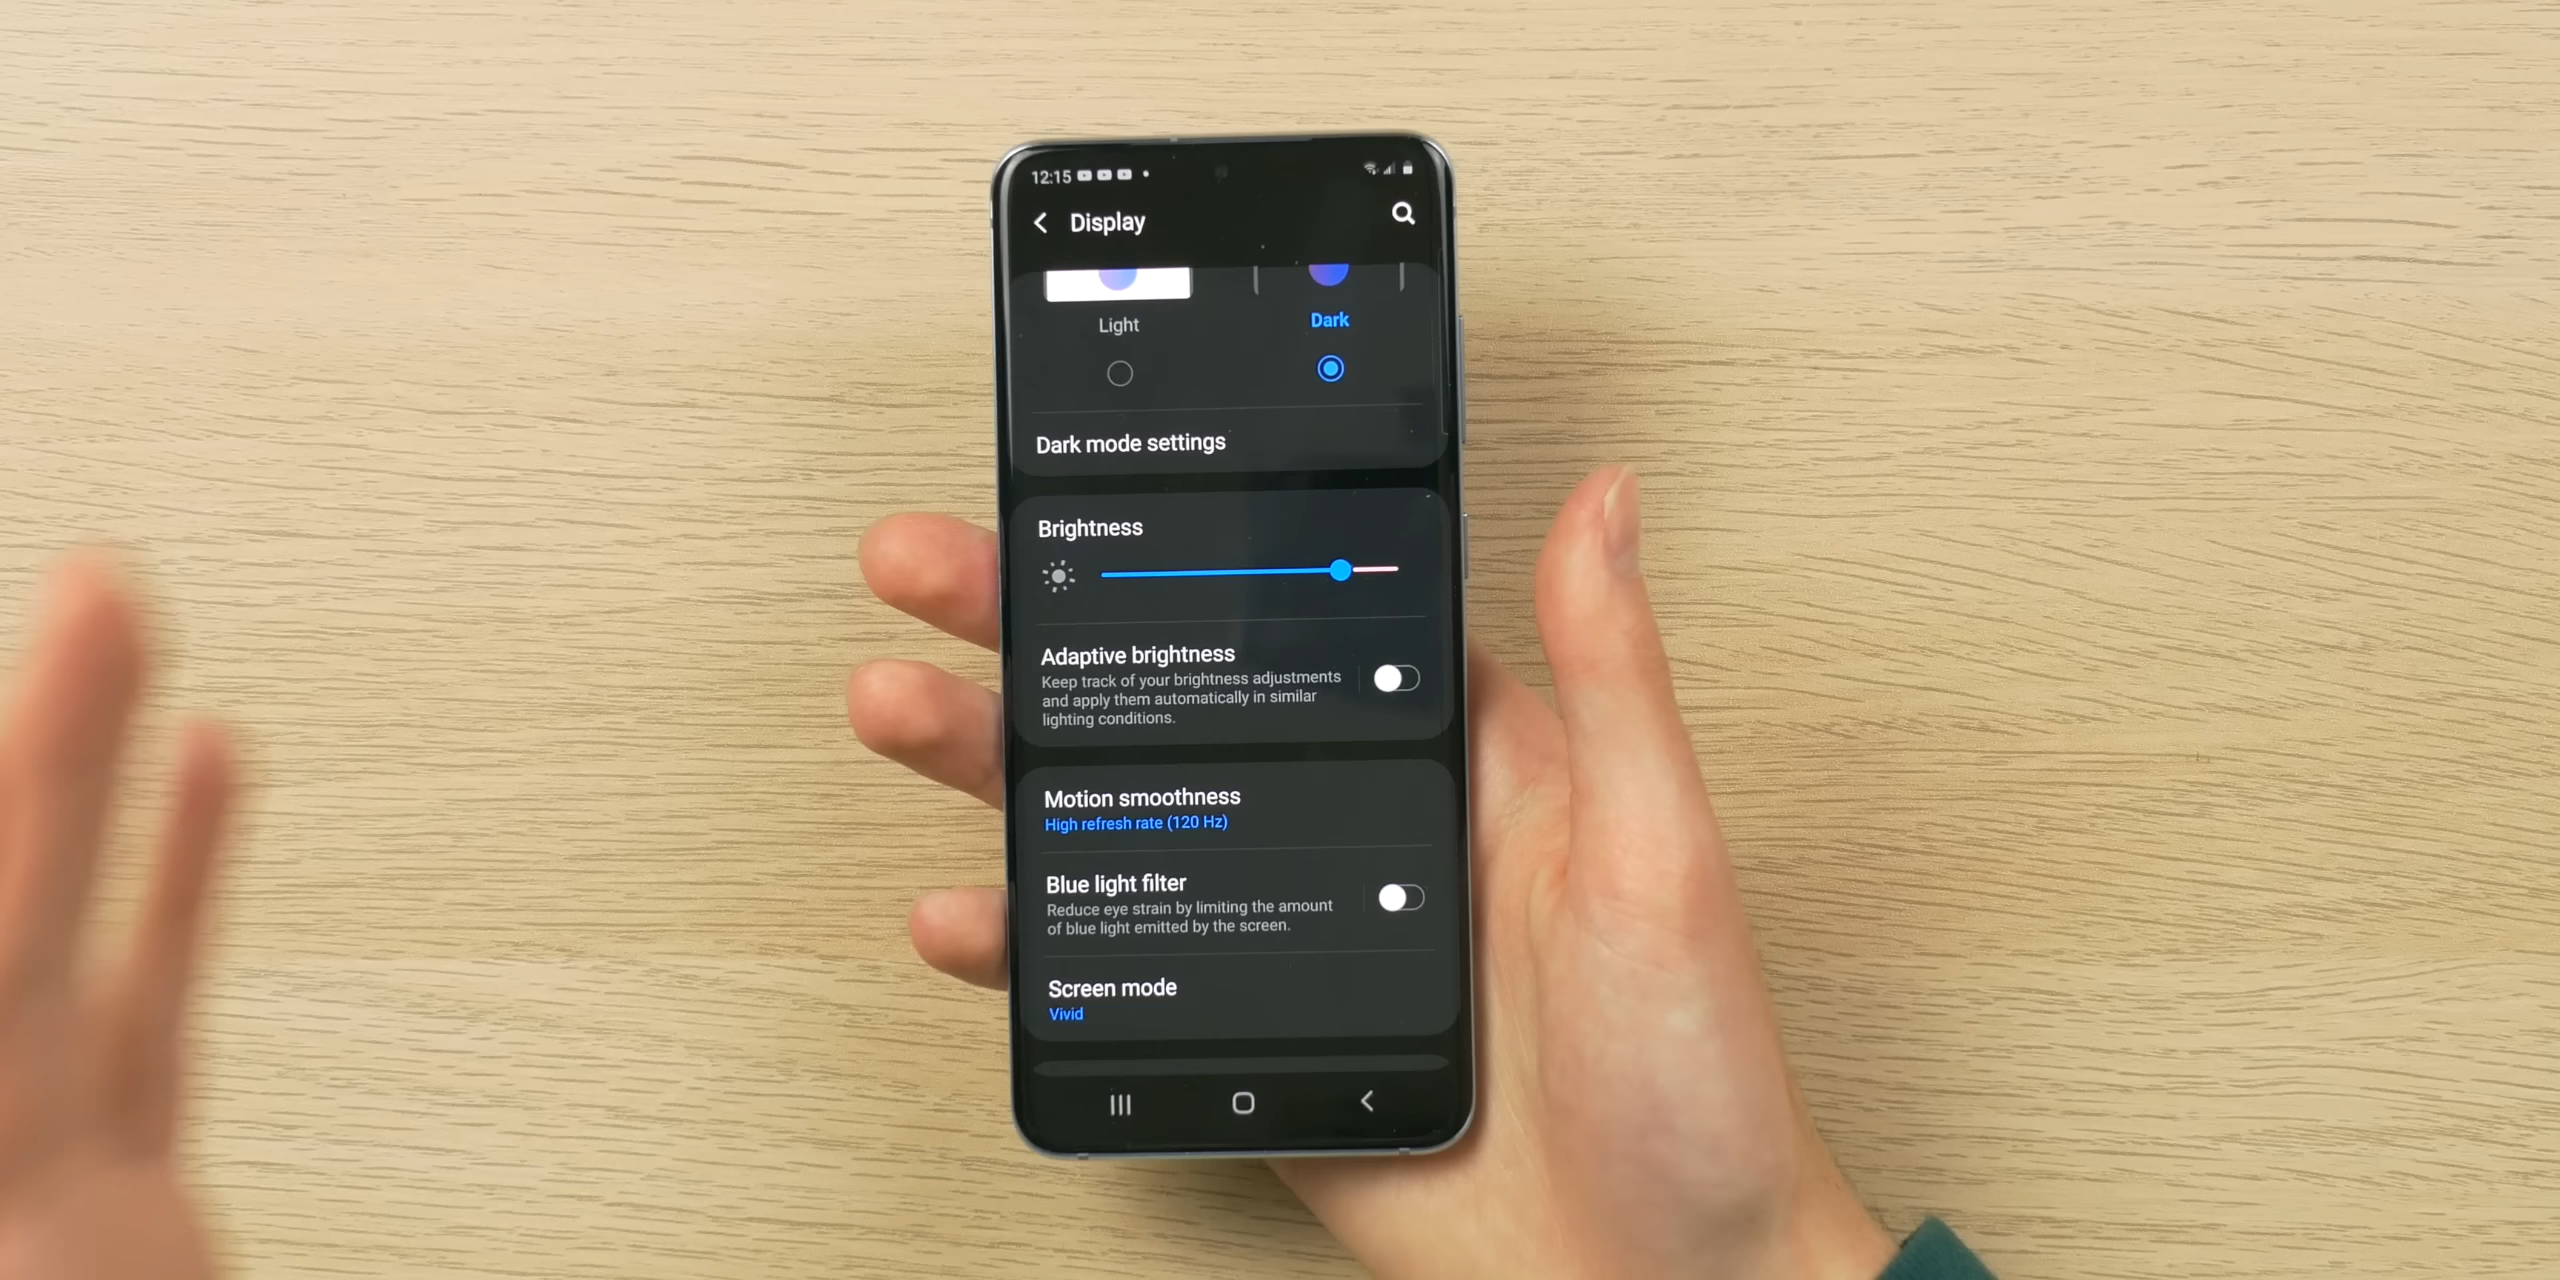 12:15
Display
Light
Dark
Dark mode settings
Brightness
Adaptive brightness
Keep track of your brightness adjustments
and apply them automatically in similar
lighting conditions.
Motion smoothness
High refresh rate (120 Hz)
Blue light filter
Reduce eye strain by limiting the amount
of blue light emitted by the screen.
Screen mode
Vivid